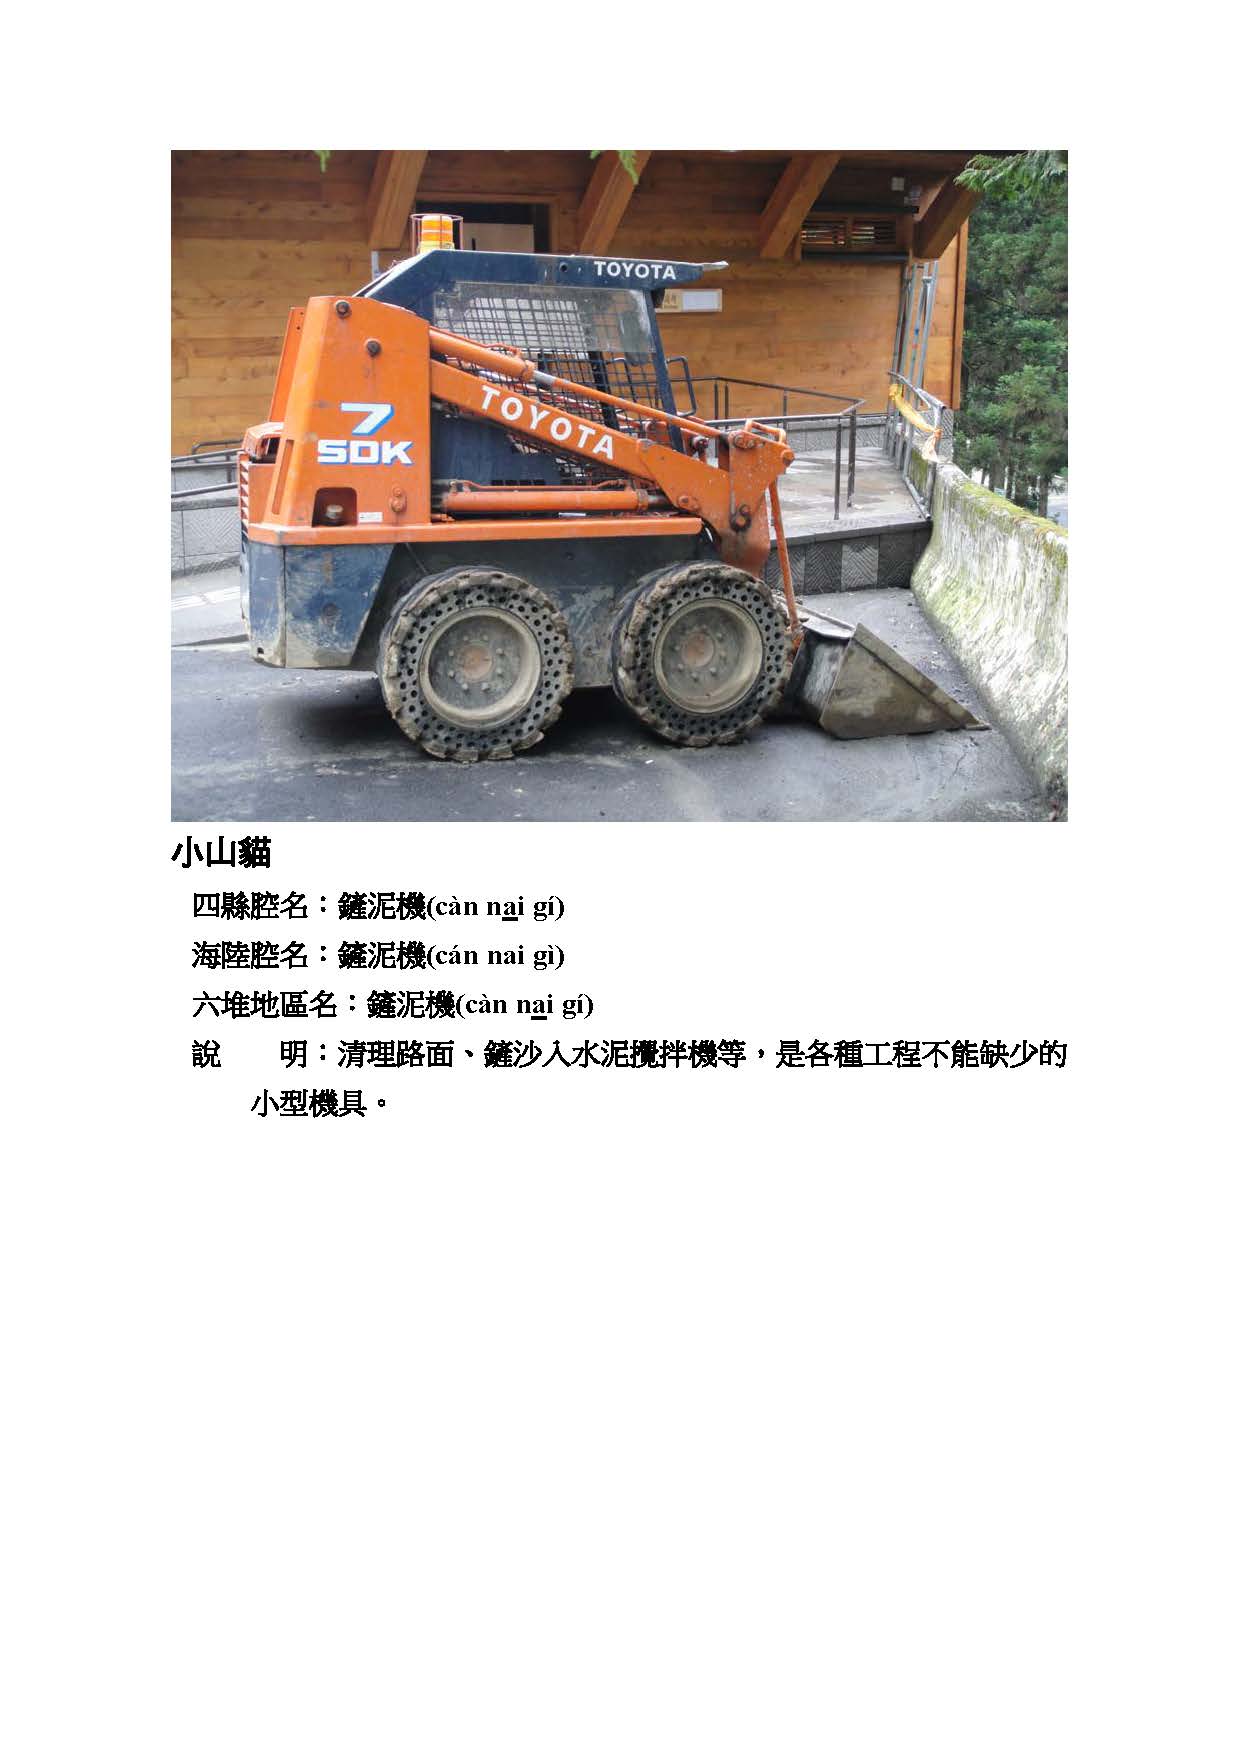 TOYOTA
TOYOTA
7
SDK
小山貓
四縣腔名：鏟泥機(càn na̲i gí)
海陸腔名：鏟泥機(cán nai gì)
六堆地區名：鏟泥機(càn na̲i gí)
說　　明：清理路面、鏟沙入水泥攪拌機等，是各種工程不能缺少的
小型機具。